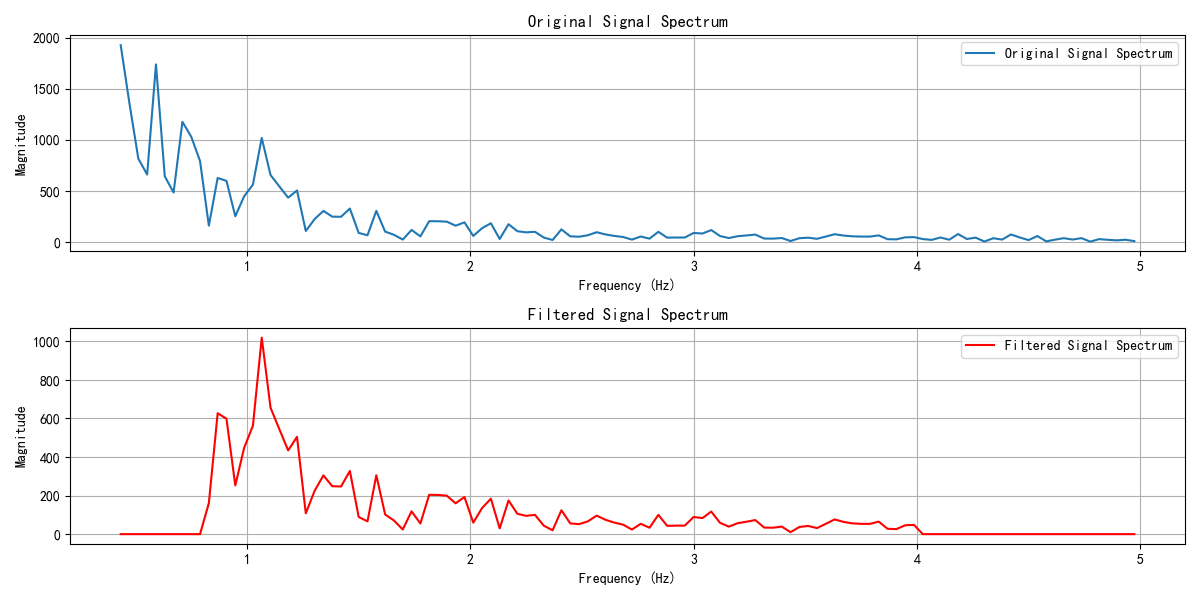 Original Signal Spectrum
2000
1500
1000
500
0
Magnitude
Original Signal Spectrum
1 2 3 4 5
Frequency (Hz)
Filtered Signal Spectrum
1000
800
600
400
200
0
Magnitude
Filtered Signal Spectrum
1 2 3 4 5
Frequency (Hz)